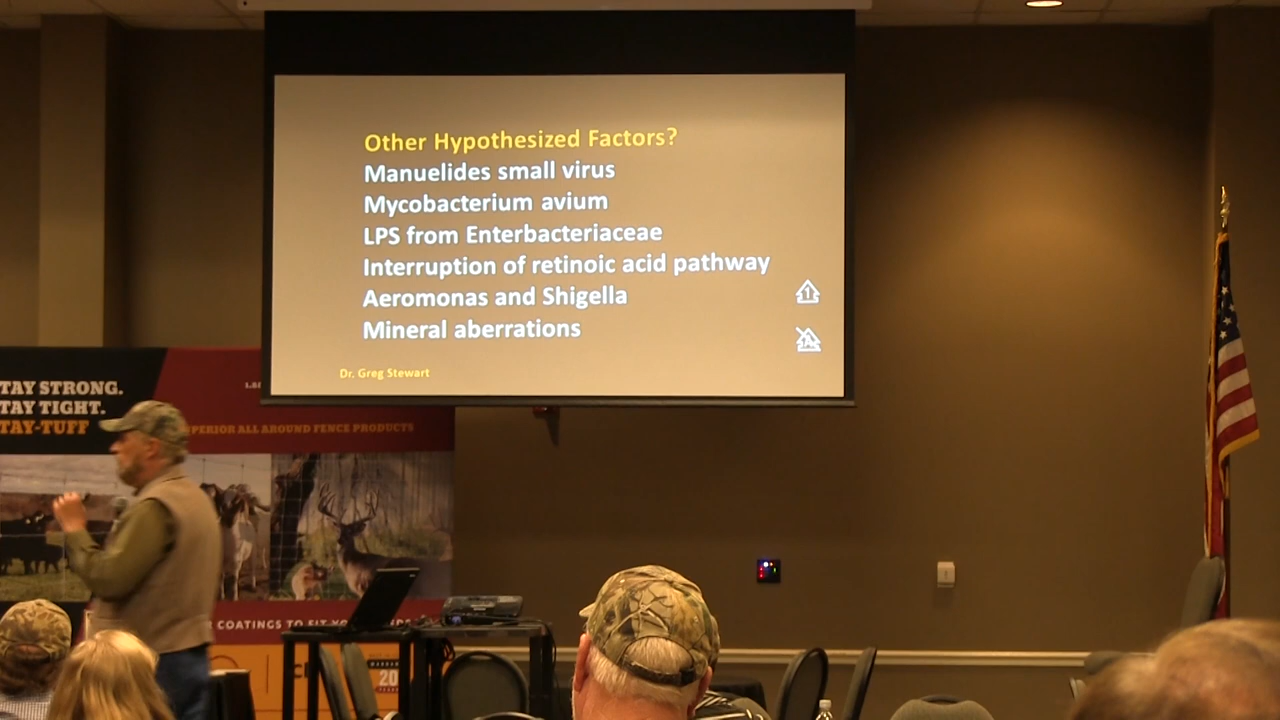 Other Hypothesized Factors?
Manuelides small virus
Mycobacterium avium
LPS from Enterbacteriaceae
Interruption of retinoic acid pathway
Aeromonas and Shigella
Mineral aberrations
1
A
Dr. Greg Stewart
TAY STRONG.
TAY TIGHT.
TAY-TUFF
PERIOR ALL AROUND FENCE PRODUCTS
COATINGS TO FIT YO
20